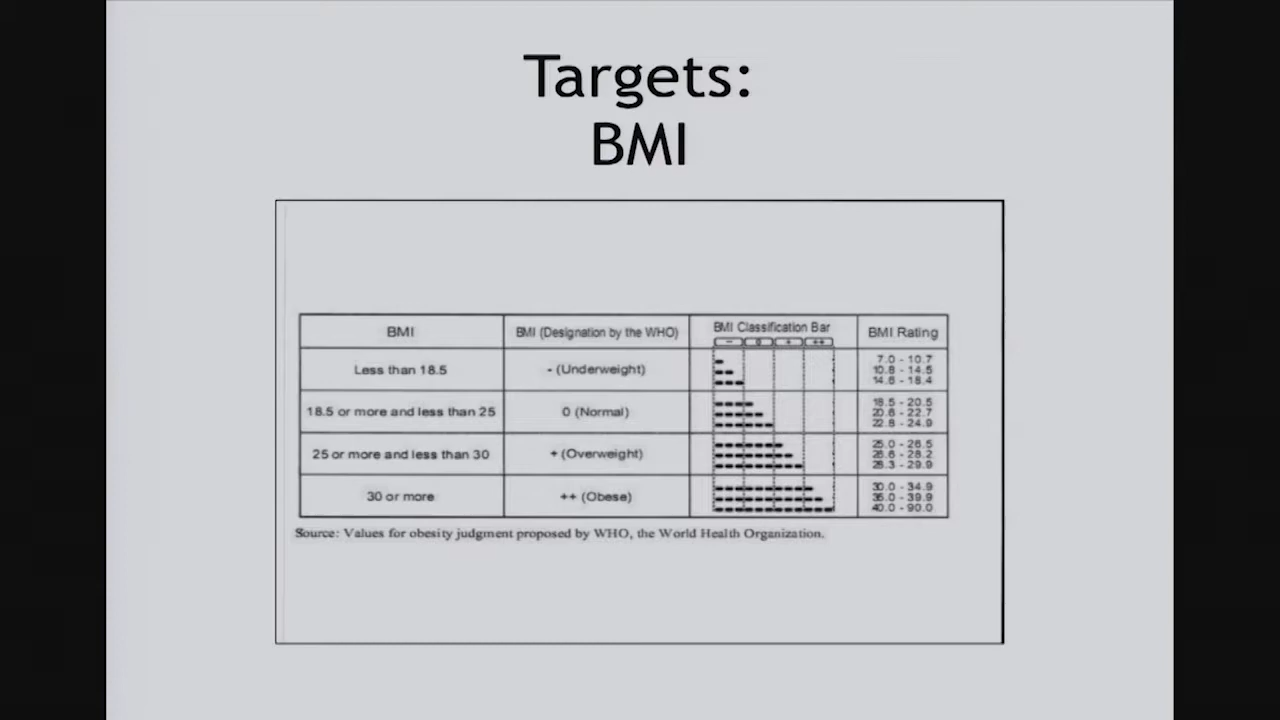 Targets:
BMI
BMI
BMI (Designation by the WHO)
BMI Classification Bar
- 0 + ++
BMI Rating
Less than 18.5
- (Underweight)
7.0 - 10.7
10.8 - 14.5
14.6 - 18.4
18.5 or more and less than 25
0 (Normal)
18.5 - 20.5
20.6 - 22.7
22.8 - 24.9
25 or more and less than 30
+ (Overweight)
25.0 - 26.5
26.6 - 28.2
28.3 - 29.9
30 or more
++ (Obese)
30.0 - 34.9
35.0 - 39.9
40.0 - 90.0
Source: Values for obesity judgment proposed by WHO, the World Health Organization.